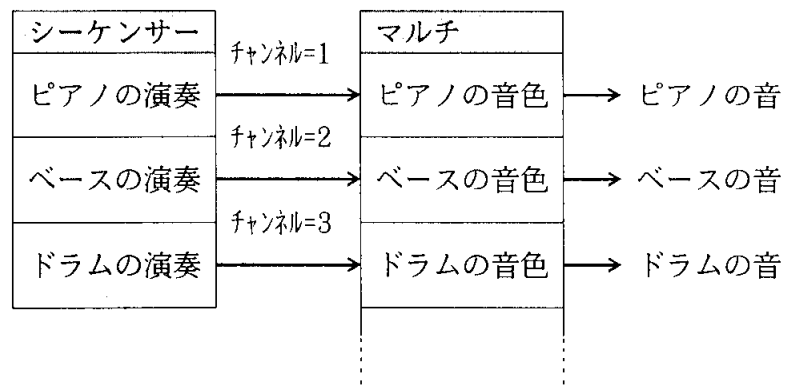 シーケンサー
マルチ
チャンネル=1
ピアノの演奏
ピアノの音色
ピアノの音
チャンネル=2
ベースの演奏
ベースの音色
ベースの音
チャンネル=3
ドラムの演奏
ドラムの音色
ドラムの音